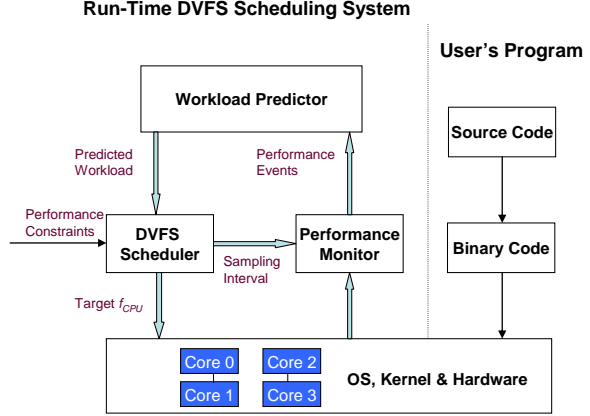 Run-Time DVFS Scheduling System
User's Program
Workload Predictor
Source Code
Predicted
Workload
Performance
Events
Performance
Constraints
DVFS
Scheduler
Sampling
Interval
Performance
Monitor
Binary Code
Target fCPU
Core 0
Core 2
Core 1
Core 3
OS, Kernel & Hardware